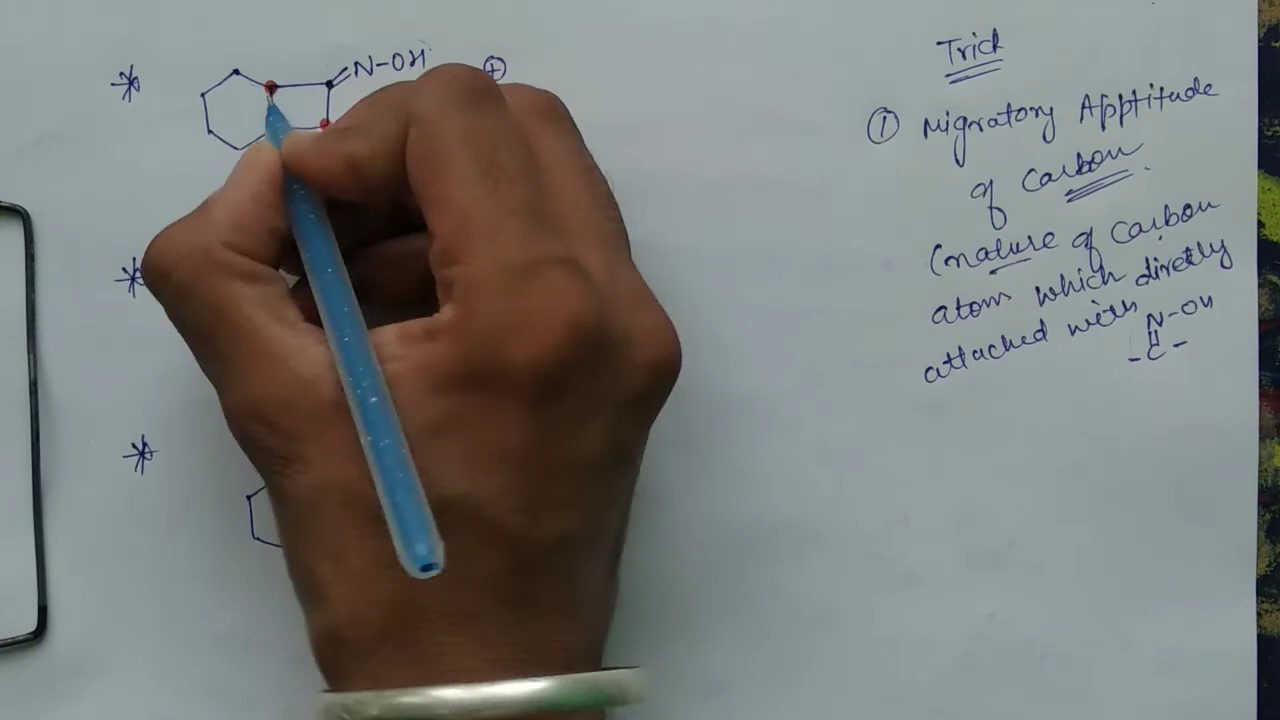 * N-OH ⊕
*
*
Trick
① Migratory Apptitude
of Carbon.
(nature of Carbon
atom which directly
attached with N-OH
-C-